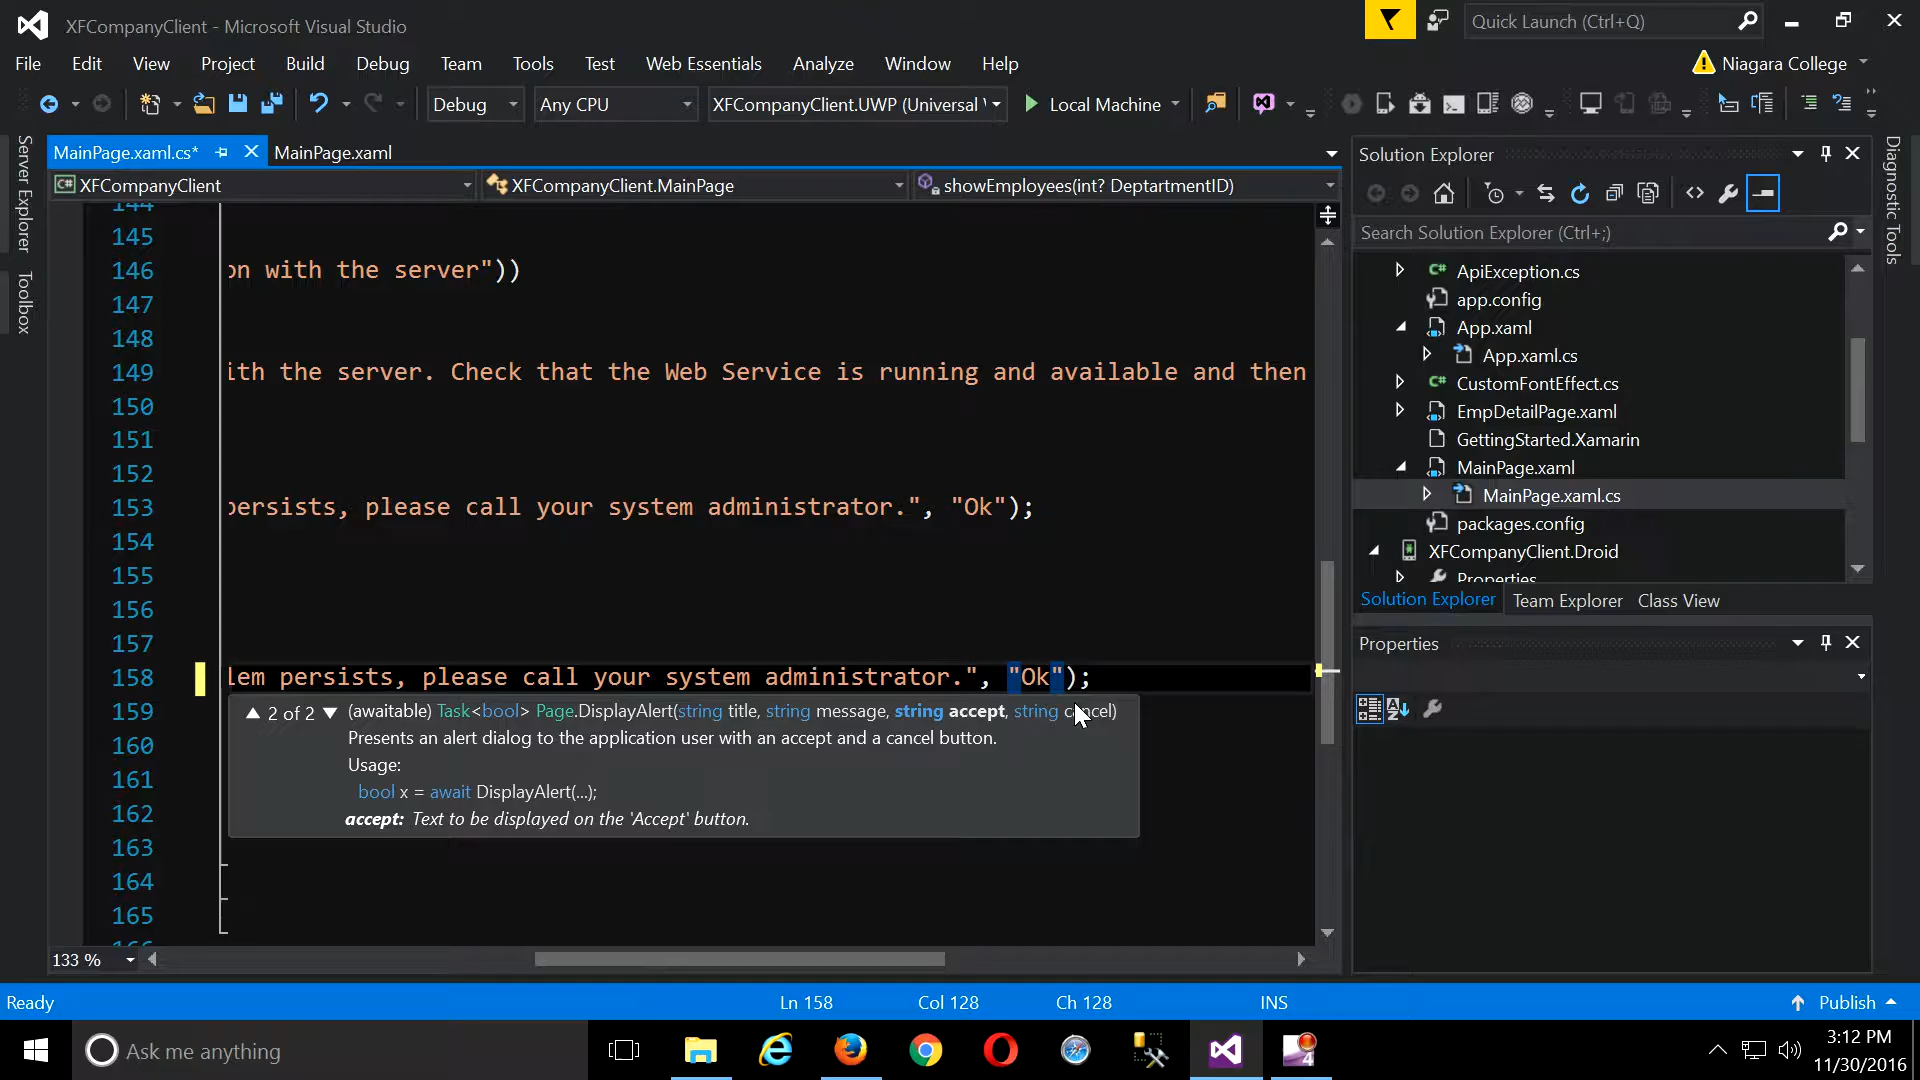 XFCompanyClient - Microsoft Visual Studio
Quick Launch (Ctrl+Q)
File Edit View Project Build Debug Team Tools Test Web Essentials Analyze Window Help
Niagara College
Debug Any CPU XFCompanyClient.UWP (Universal Local Machine
MainPage.xaml.cs* MainPage.xaml
XFCompanyClient XFCompanyClient.MainPage showEmployees(int? DeptartmentID)
Server Explorer
Toolbox
144
145
146 on with the server"))
147
148
149 ith the server. Check that the Web Service is running and available and then
150
151
152
153 persists, please call your system administrator.", "Ok");
154
155
156
157
158 lem persists, please call your system administrator.", "Ok");
159 2 of 2 (awaitable) Task<bool> Page.DisplayAlert(string title, string message, string accept, string cancel)
160 Presents an alert dialog to the application user with an accept and a cancel button.
Usage:
161 bool x = await DisplayAlert(...);
162 accept: Text to be displayed on the 'Accept' button.
163
164
165
133 %
Solution Explorer
Search Solution Explorer (Ctrl+;)
C# ApiException.cs
app.config
App.xaml
App.xaml.cs
C# CustomFontEffect.cs
EmpDetailPage.xaml
GettingStarted.Xamarin
MainPage.xaml
MainPage.xaml.cs
packages.config
XFCompanyClient.Droid
Properties
Solution Explorer Team Explorer Class View
Properties
Diagnostic Tools
Ready Ln 158 Col 128 Ch 128 INS Publish
Ask me anything
3:12 PM
11/30/2016